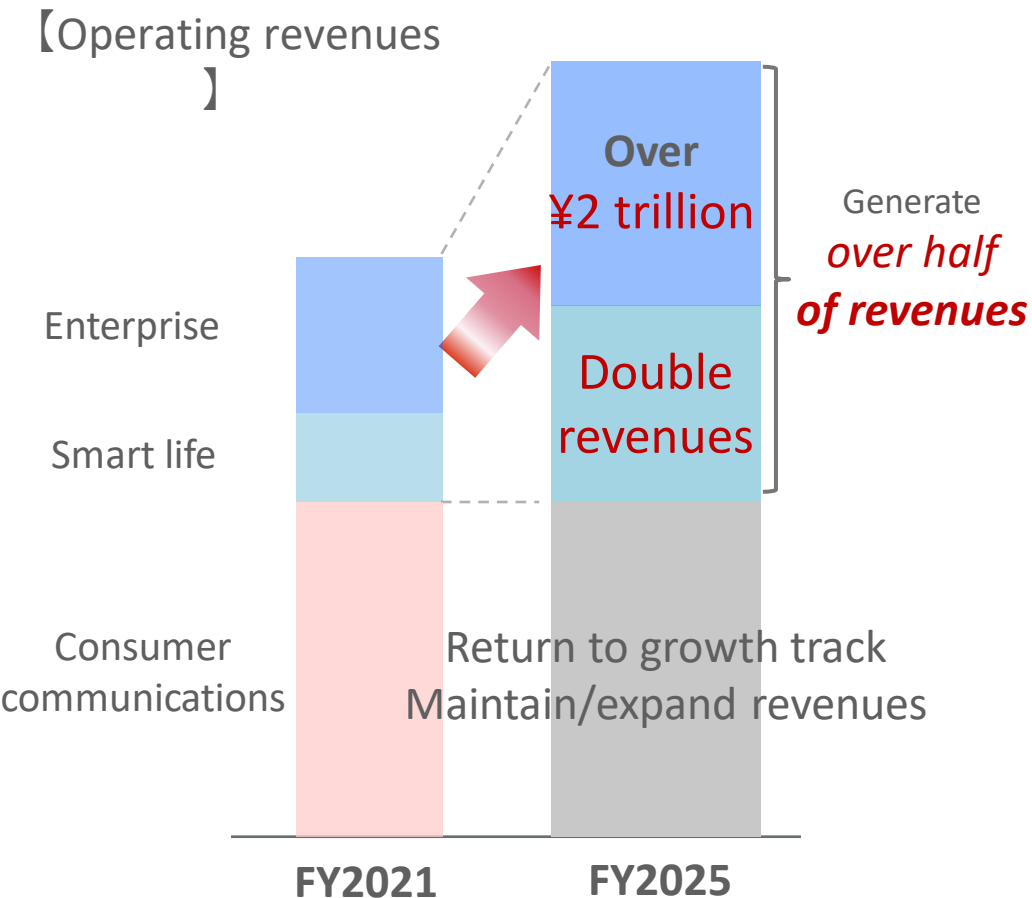 【Operating revenues
】
Over
¥2 trillion
Generate
over half
of revenues
Enterprise
Double
revenues
Smart life
Consumer
communications
Return to growth track
Maintain/expand revenues
FY2021
FY2025